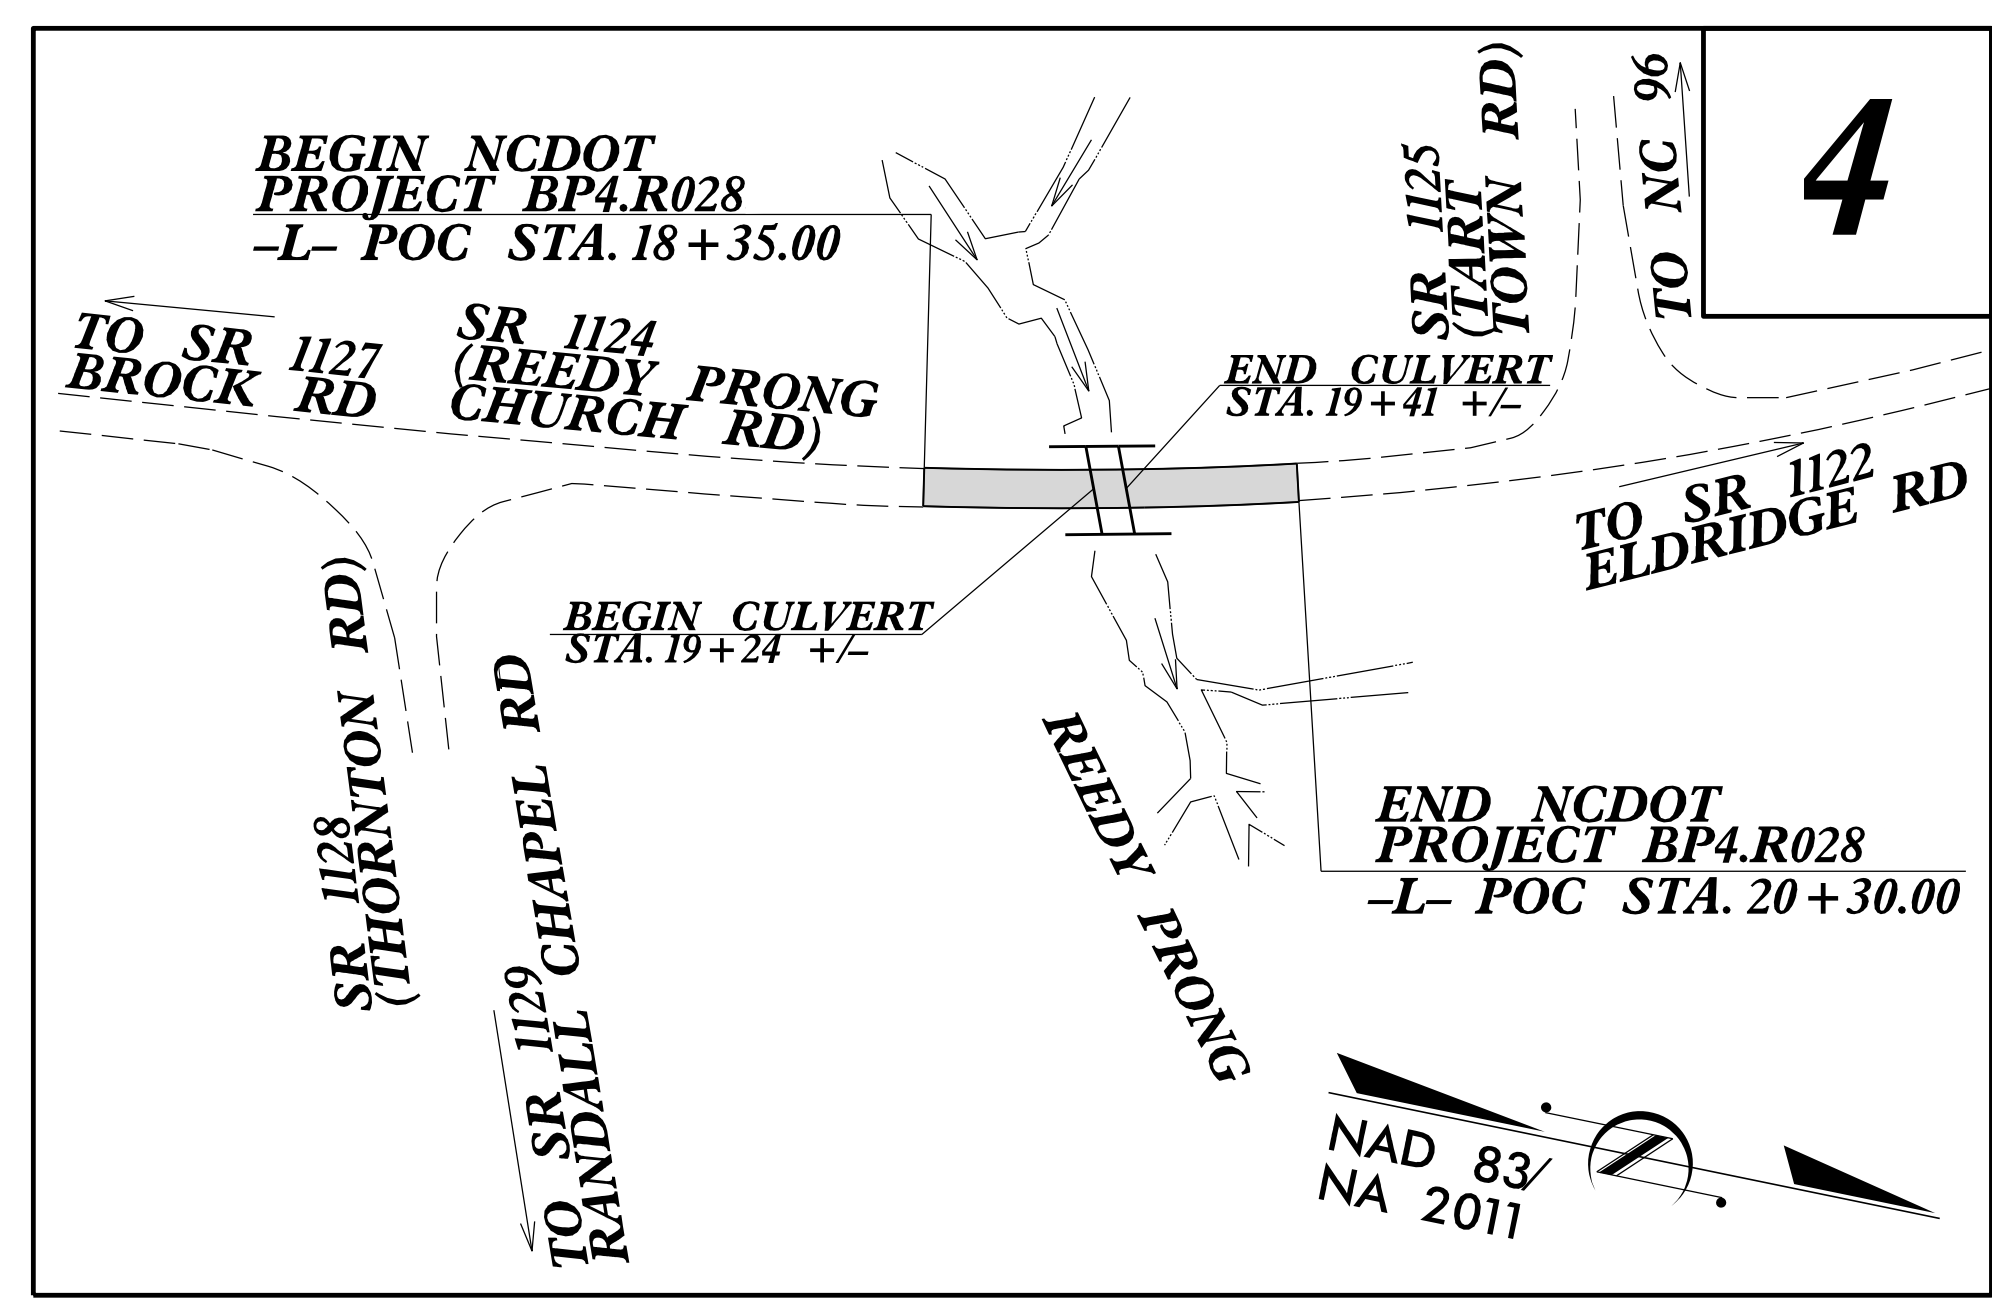 4
BEGIN NCDOT
PROJECT BP4.R028
–L– POC STA. 18+35.00
TO SR 1127
BROCK RD
SR 1124
(REEDY PRONG
CHURCH RD)
SR 1125
(TART
TOWN RD)
TO NC 96
END CULVERT
STA. 19+41 +/–
TO SR 1122
ELDRIDGE RD
BEGIN CULVERT
STA. 19+24 +/–
SR 1128
(THORNTON RD)
TO SR 1129
RANDALL CHAPEL RD
REEDY PRONG
END NCDOT
PROJECT BP4.R028
–L– POC STA. 20+30.00
NAD 83/
NA 2011